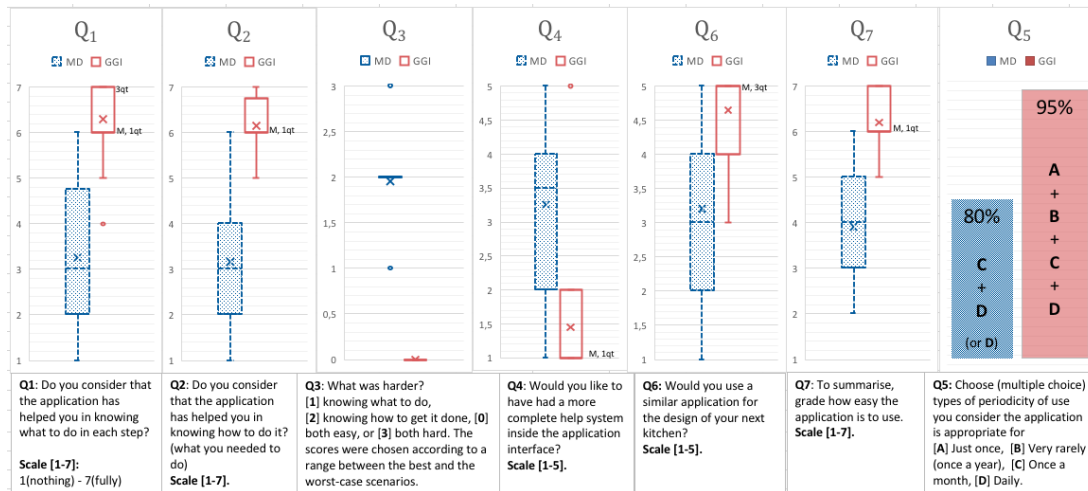 Q1
MD GGI
7
6
5
4
3
2
1
3qt
M, 1qt
Q2
MD GGI
7
6
5
4
3
2
1
M, 1qt
Q3
MD GGI
3
2,5
2
1,5
1
0,5
0
Q4
MD GGI
5
4,5
4
3,5
3
2,5
2
1,5
1
M, 1qt
Q6
MD GGI
5
4,5
4
3,5
3
2,5
2
1,5
1
M, 3qt
Q7
MD GGI
7
6
5
4
3
2
1
M, 1qt
Q5
MD GGI
80%
C
+
D
(or D)
95%
A
+
B
+
C
+
D
Q1: Do you consider that
the application has
helped you in knowing
what to do in each step?
Scale [1-7]:
1(nothing) - 7(fully)
Q2: Do you consider
that the application
has helped you in
knowing how to do it?
(what you needed to
do)
Scale [1-7].
Q3: What was harder?
[1] knowing what to do,
[2] knowing how to get it done, [0]
both easy, or [3] both hard. The
scores were chosen according to a
range between the best and the
worst-case scenarios.
Q4: Would you like to
have had a more
complete help system
inside the application
interface?
Scale [1-5].
Q6: Would you use a
similar application for
the design of your next
kitchen?
Scale [1-5].
Q7: To summarise,
grade how easy the
application is to use.
Scale [1-7].
Q5: Choose (multiple choice)
types of periodicity of use
you consider the application
is appropriate for
[A] Just once, [B] Very rarely
(once a year), [C] Once a
month, [D] Daily.